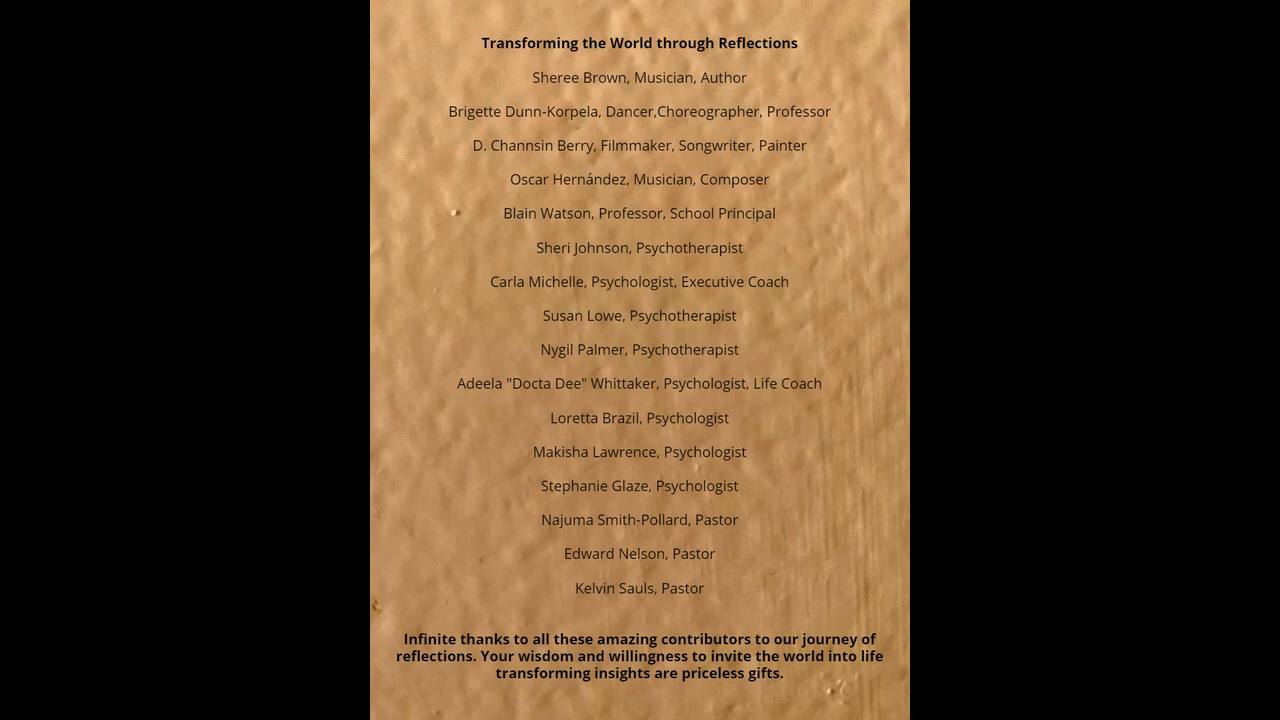 Transforming the World through Reflections
Sheree Brown, Musician, Author
Brigette Dunn-Korpela, Dancer,Choreographer, Professor
D. Channsin Berry, Filmmaker, Songwriter, Painter
Oscar Hernández, Musician, Composer
Blain Watson, Professor, School Principal
Sheri Johnson, Psychotherapist
Carla Michelle, Psychologist, Executive Coach
Susan Lowe, Psychotherapist
Nygil Palmer, Psychotherapist
Adeela "Docta Dee" Whittaker, Psychologist, Life Coach
Loretta Brazil, Psychologist
Makisha Lawrence, Psychologist
Stephanie Glaze, Psychologist
Najuma Smith-Pollard, Pastor
Edward Nelson, Pastor
Kelvin Sauls, Pastor
Infinite thanks to all these amazing contributors to our journey of
reflections. Your wisdom and willingness to invite the world into life
transforming insights are priceless gifts.